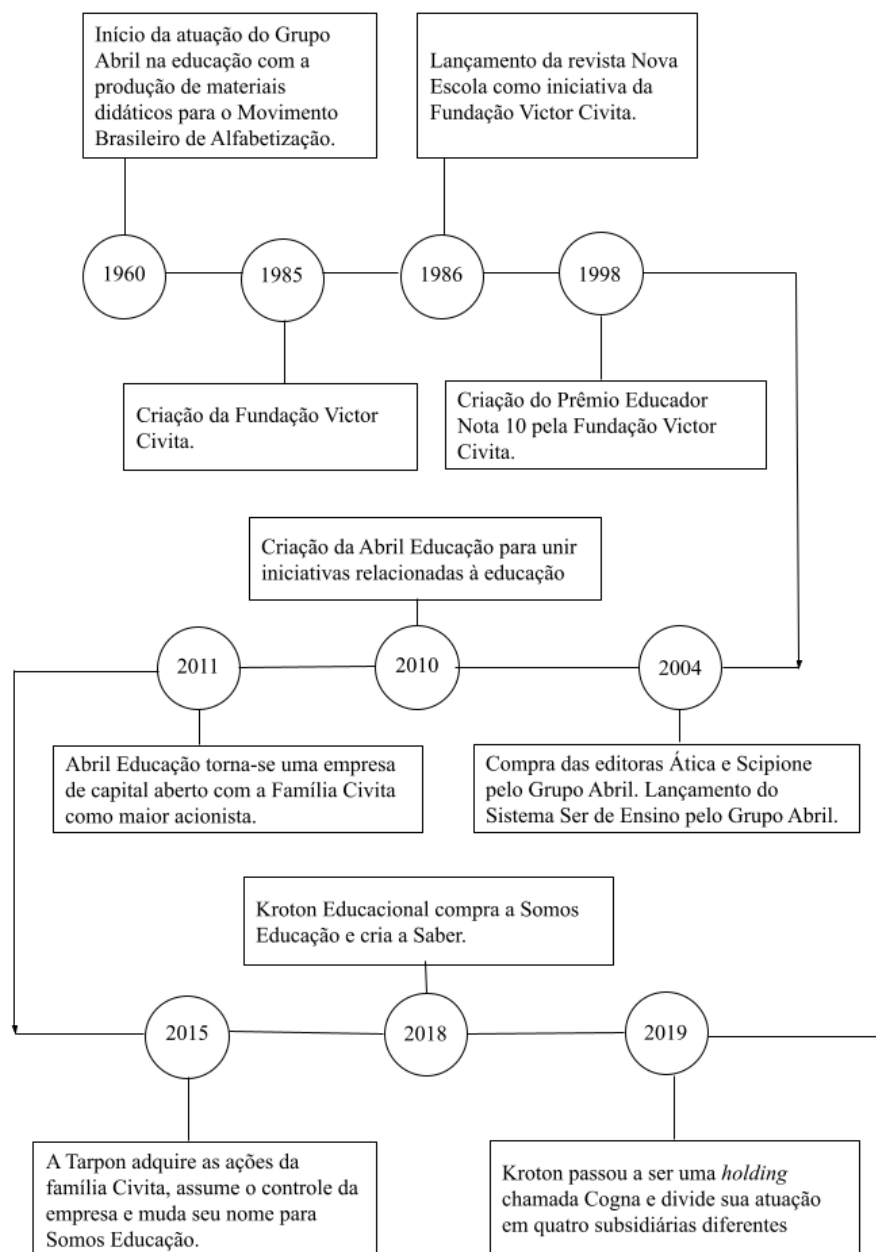 Início da atuação do Grupo
Abril na educação com a
produção de materiais
didáticos para o Movimento
Brasileiro de Alfabetização.
Lançamento da revista Nova
Escola como iniciativa da
Fundação Victor Civita.
1960
1985
1986
1998
Criação da Fundação Victor
Civita.
Criação do Prêmio Educador
Nota 10 pela Fundação Victor
Civita.
Criação da Abril Educação para unir
iniciativas relacionadas à educação
2011
2010
2004
Abril Educação torna-se uma empresa
de capital aberto com a Família Civita
como maior acionista.
Compra das editoras Ática e Scipione
pelo Grupo Abril. Lançamento do
Sistema Ser de Ensino pelo Grupo Abril.
Kroton Educacional compra a Somos
Educação e cria a Saber.
2015
2018
2019
A Tarpon adquire as ações da
família Civita, assume o controle da
empresa e muda seu nome para
Somos Educação.
Kroton passou a ser uma holding
chamada Cogna e divide sua atuação
em quatro subsidiárias diferentes